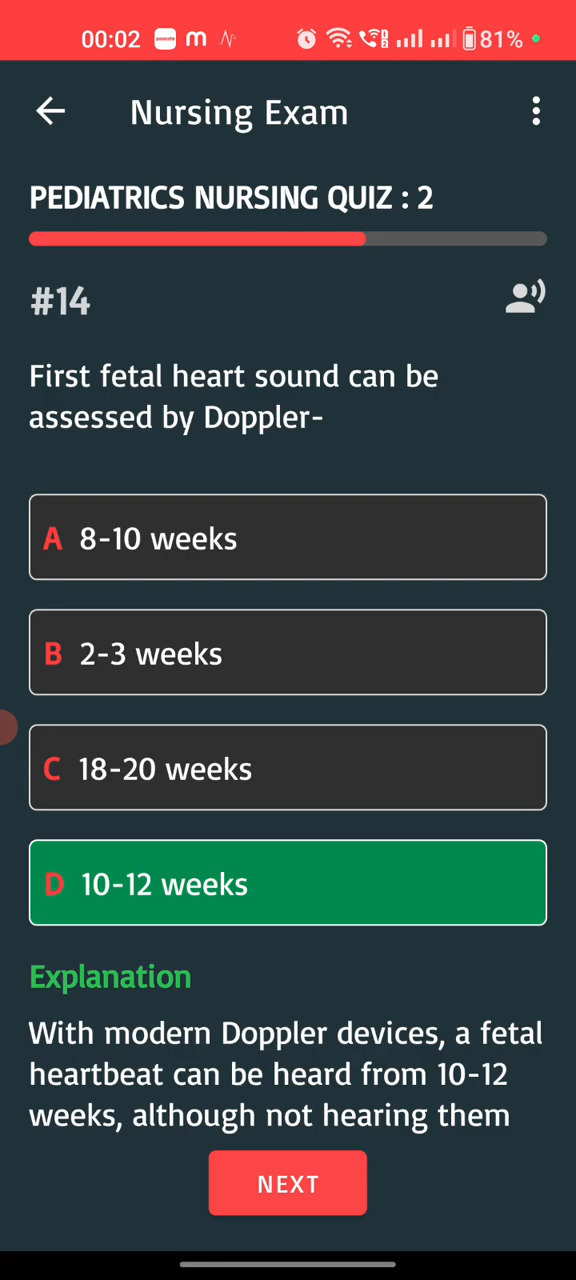 00:02 m 81%
Nursing Exam
PEDIATRICS NURSING QUIZ : 2
#14
First fetal heart sound can be
assessed by Doppler-
A 8-10 weeks
B 2-3 weeks
C 18-20 weeks
D 10-12 weeks
Explanation
With modern Doppler devices, a fetal
heartbeat can be heard from 10-12
weeks, although not hearing them
NEXT